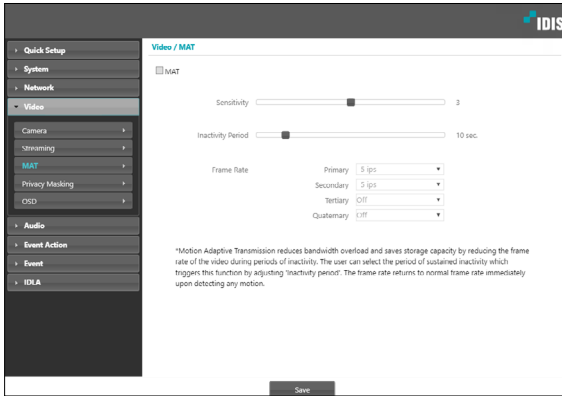 IDIS
Quick Setup
System
Network
Video
Camera
Streaming
MAT
Privacy Masking
OSD
Audio
Event Action
Event
IDLA
Video / MAT
MAT
Sensitivity 3
Inactivity Period 10 sec.
Frame Rate Primary 5 ips
Secondary 5 ips
Tertiary Off
Quaternary Off
*Motion Adaptive Transmission reduces bandwidth overload and saves storage capacity by reducing the frame
rate of the video during periods of inactivity. The user can select the period of sustained inactivity which
triggers this function by adjusting 'Inactivity period'. The frame rate returns to normal frame rate immediately
upon detecting any motion.
Save